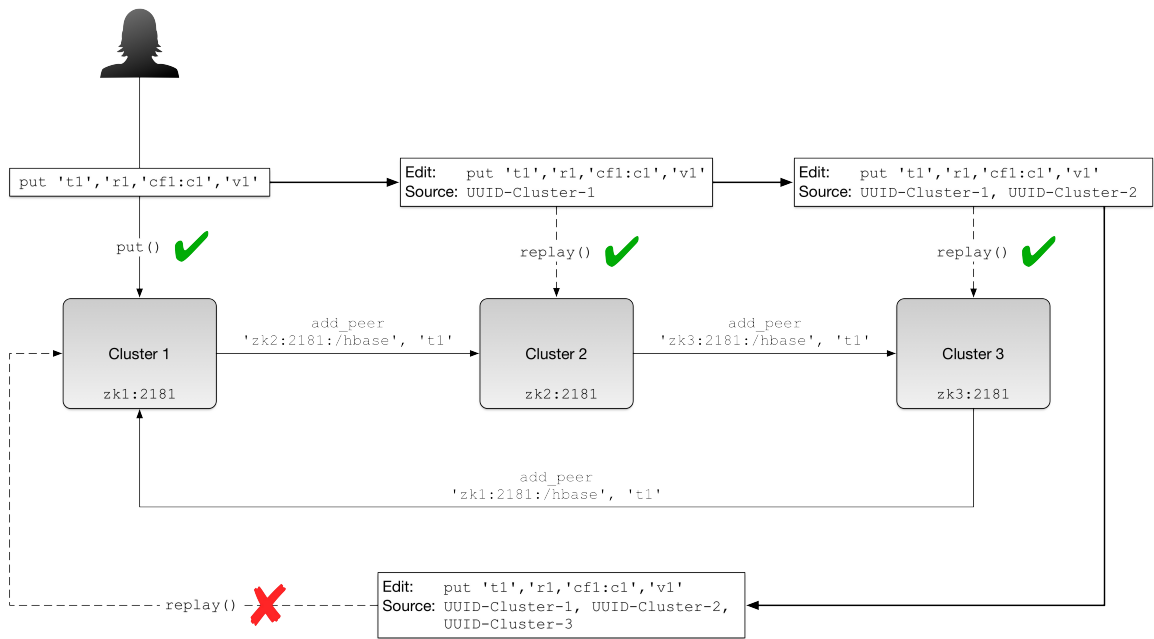 put 't1','r1,'cf1:c1','v1'
Edit: put 't1','r1,'cf1:c1','v1'
Source: UUID-Cluster-1
Edit: put 't1','r1,'cf1:c1','v1'
Source: UUID-Cluster-1, UUID-Cluster-2
put()
replay()
replay()
add_peer
'zk2:2181:/hbase', 't1'
add_peer
'zk3:2181:/hbase', 't1'
Cluster 1
zk1:2181
Cluster 2
zk2:2181
Cluster 3
zk3:2181
add_peer
'zk1:2181:/hbase', 't1'
replay()
Edit: put 't1','r1,'cf1:c1','v1'
Source: UUID-Cluster-1, UUID-Cluster-2,
UUID-Cluster-3